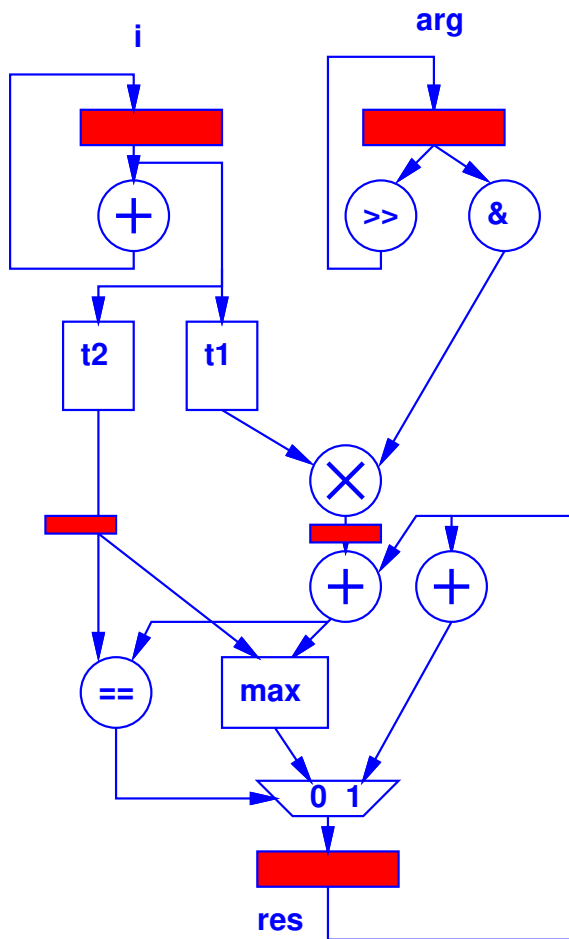 i
arg
+
>>
&
t2
t1
×
+
+
==
max
0 1
res